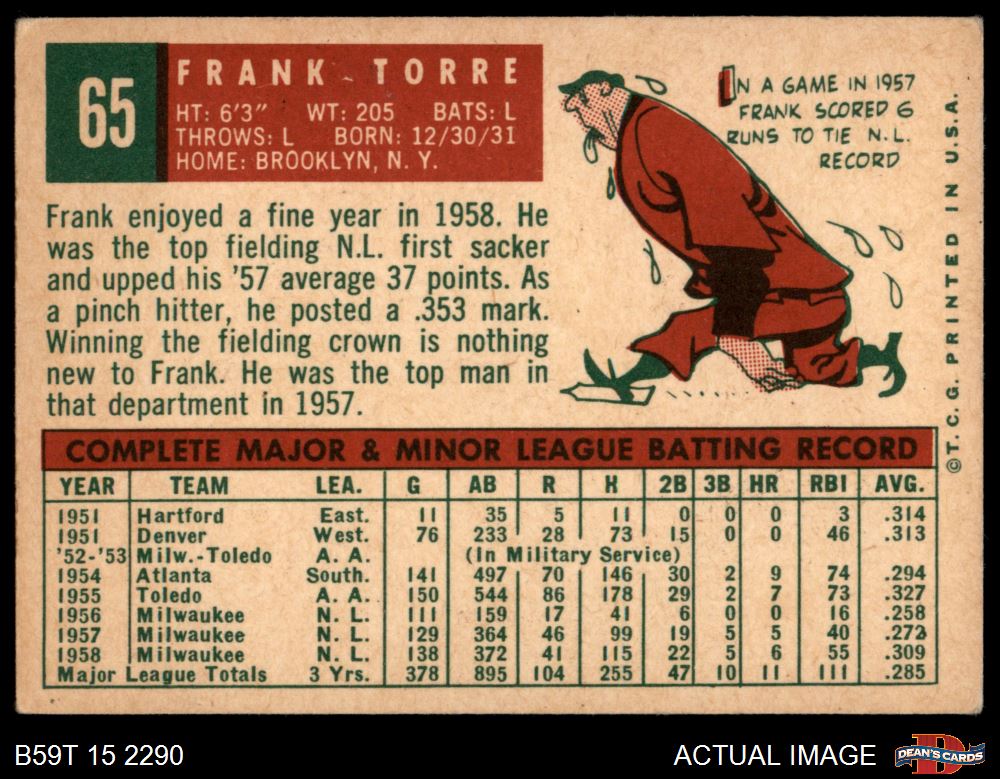 65
FRANK TORRE
HT: 6'3" WT: 205 BATS: L
THROWS: L BORN: 12/30/31
HOME: BROOKLYN, N. Y.
IN A GAME IN 1957
FRANK SCORED 6
RUNS TO TIE N.L.
RECORD
Frank enjoyed a fine year in 1958. He
was the top fielding N.L. first sacker
and upped his '57 average 37 points. As
a pinch hitter, he posted a .353 mark.
Winning the fielding crown is nothing
new to Frank. He was the top man in
that department in 1957.
©T.C.G. PRINTED IN U.S.A.
COMPLETE MAJOR & MINOR LEAGUE BATTING RECORD
YEAR TEAM LEA. G AB R H 2B 3B HR RBI AVG.
1951 Hartford East. 11 35 5 11 0 0 0 3 .314
1951 Denver West. 76 233 28 73 15 0 0 46 .313
'52-'53 Milw.-Toledo A. A. (In Military Service)
1954 Atlanta South. 141 497 70 146 30 2 9 74 .294
1955 Toledo A. A. 150 544 86 178 29 2 7 73 .327
1956 Milwaukee N. L. 111 159 17 41 6 0 0 16 .258
1957 Milwaukee N. L. 129 364 46 99 19 5 5 40 .272
1958 Milwaukee N. L. 138 372 41 115 22 5 6 55 .309
Major League Totals 3 Yrs. 378 895 104 255 47 10 11 111 .285
B59T 15 2290
ACTUAL IMAGE
DEAN'S CARDS